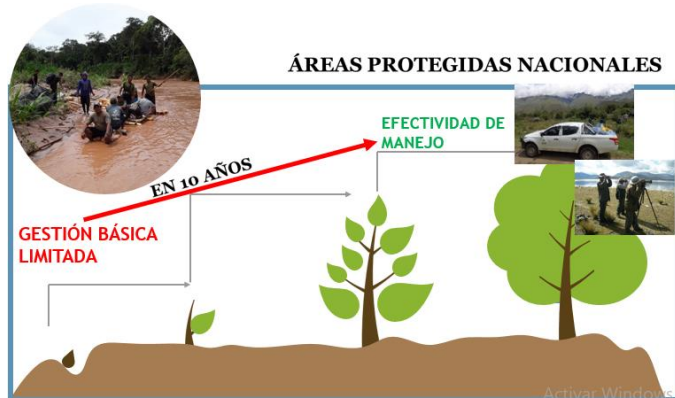 ÁREAS PROTEGIDAS NACIONALES
EFECTIVIDAD DE
MANEJO
EN 10 AÑOS
GESTIÓN BÁSICA
LIMITADA
Activar Windows